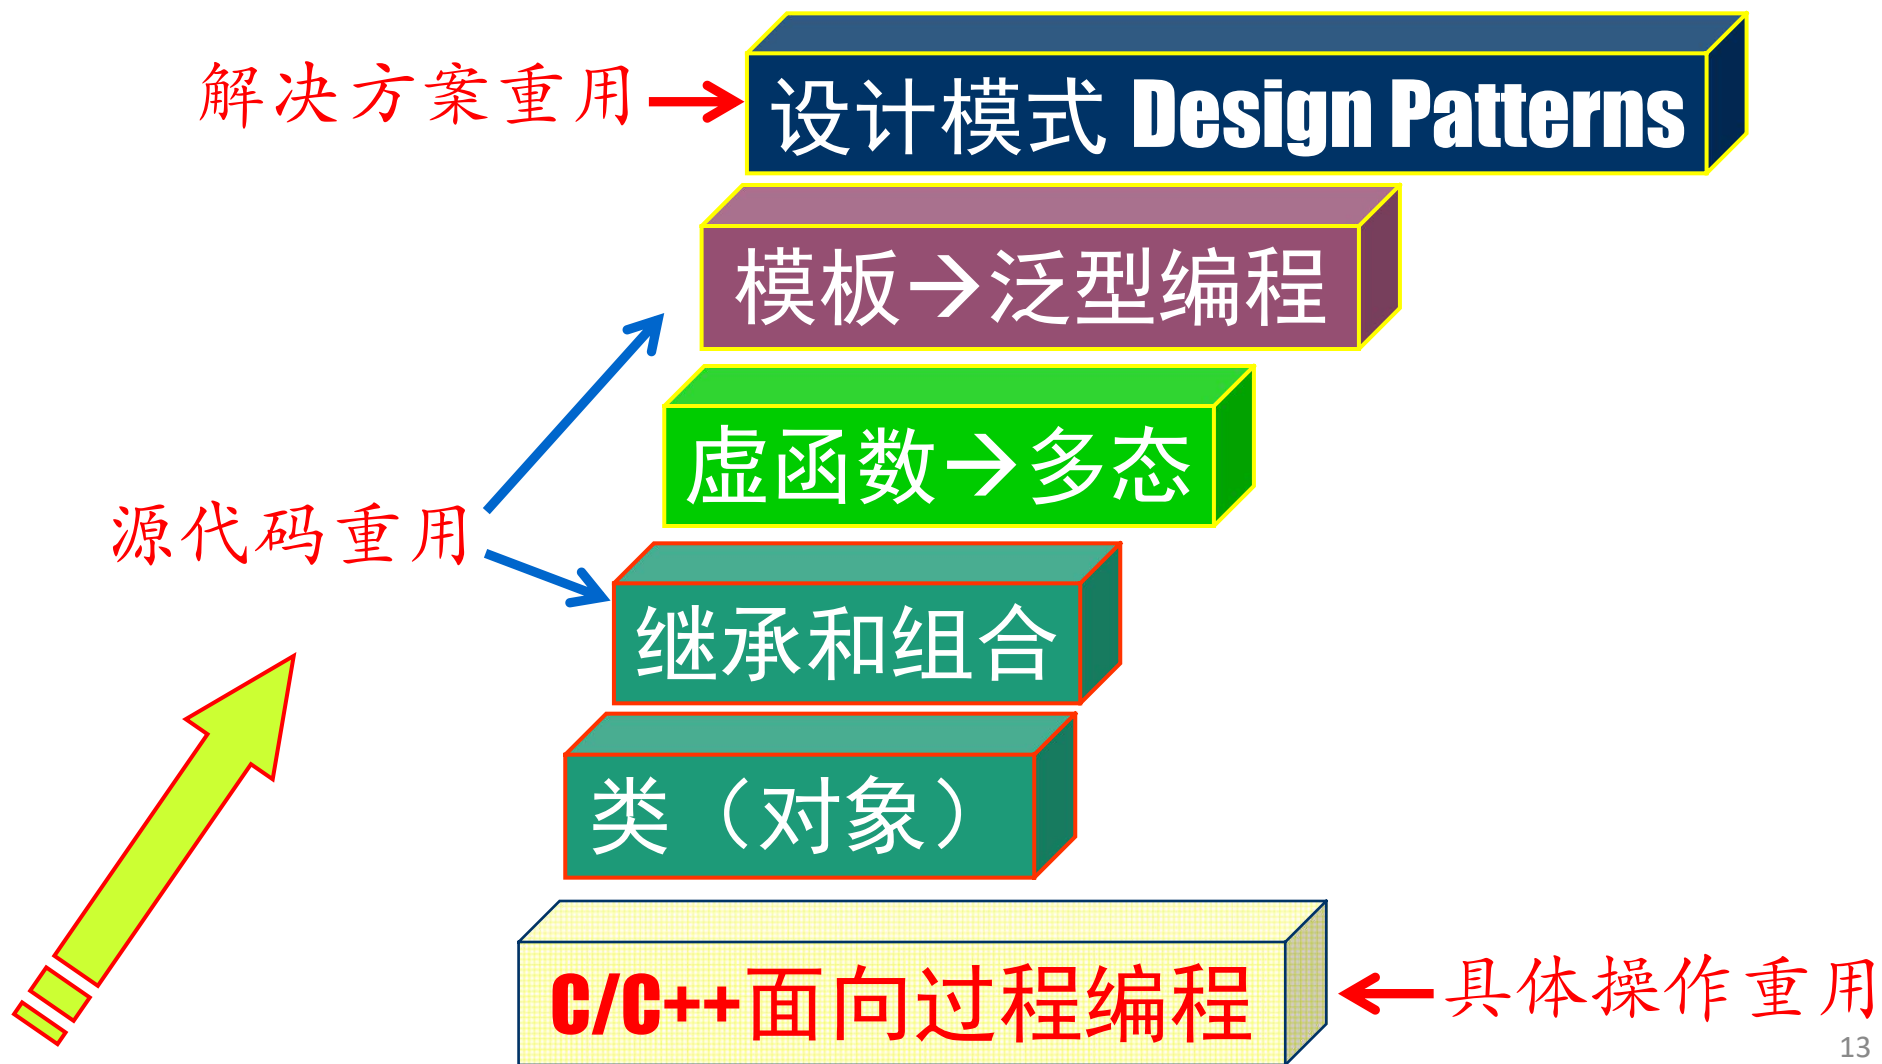 解决方案重用
设计模式 Design Patterns
模板→泛型编程
虚函数→多态
源代码重用
继承和组合
类（对象）
C/C++面向过程编程
具体操作重用
13